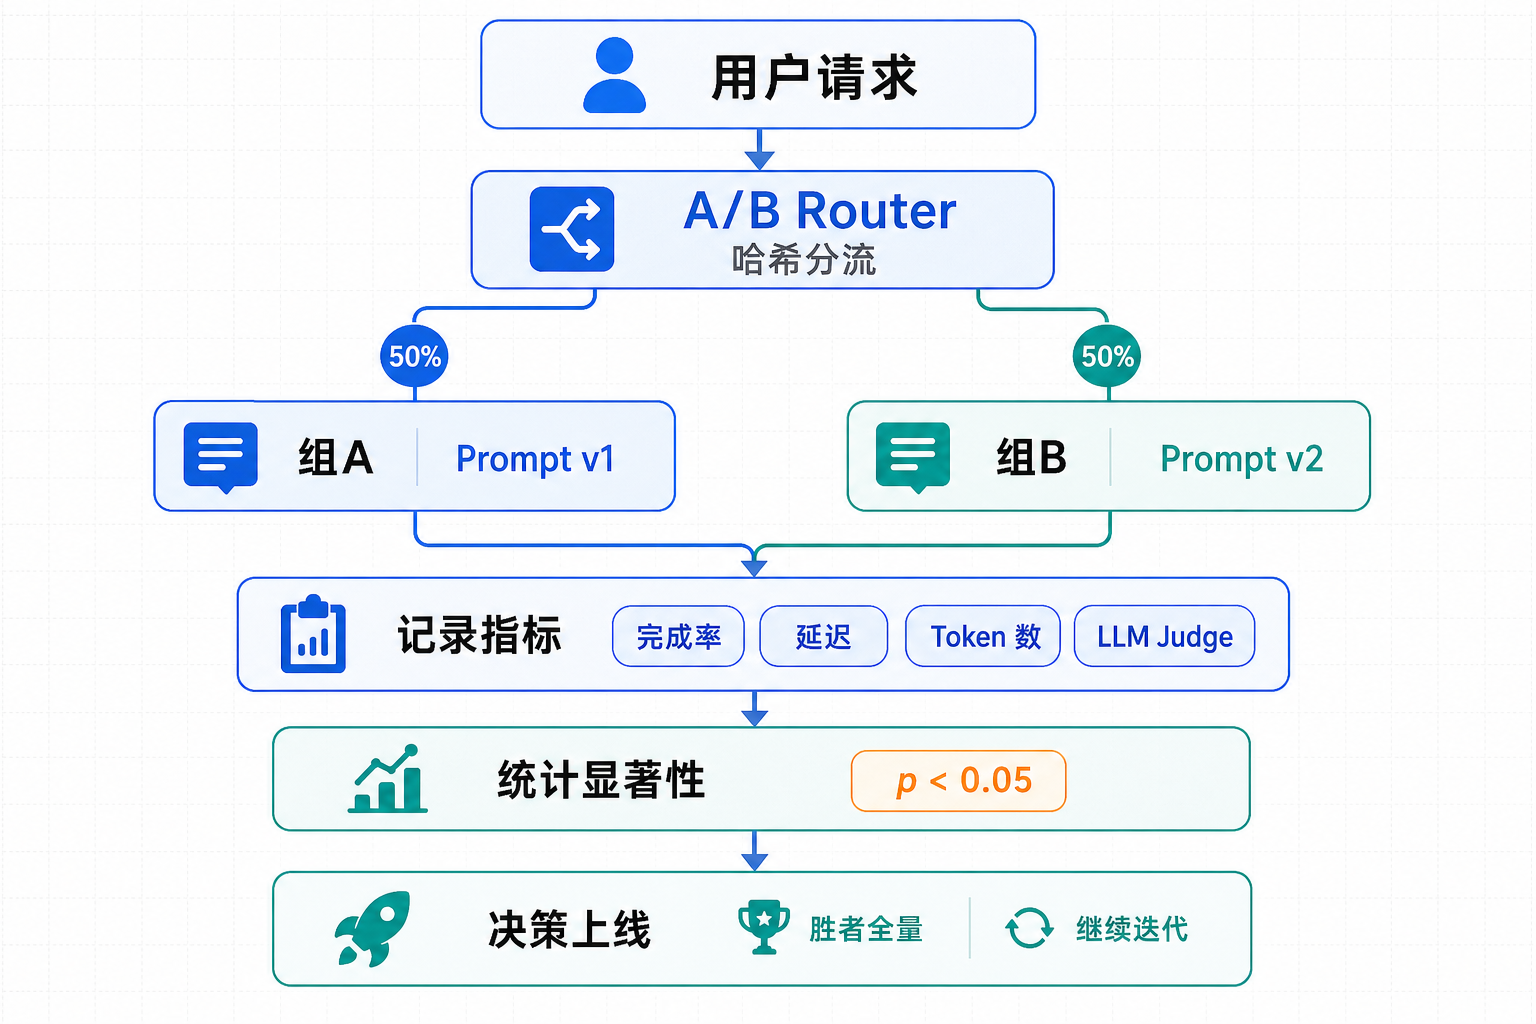 用户请求
A/B Router
哈希分流
50%
50%
组A
Prompt v1
组B
Prompt v2
记录指标
完成率
延迟
Token 数
LLM Judge
统计显著性
p < 0.05
决策上线
胜者全量
继续迭代